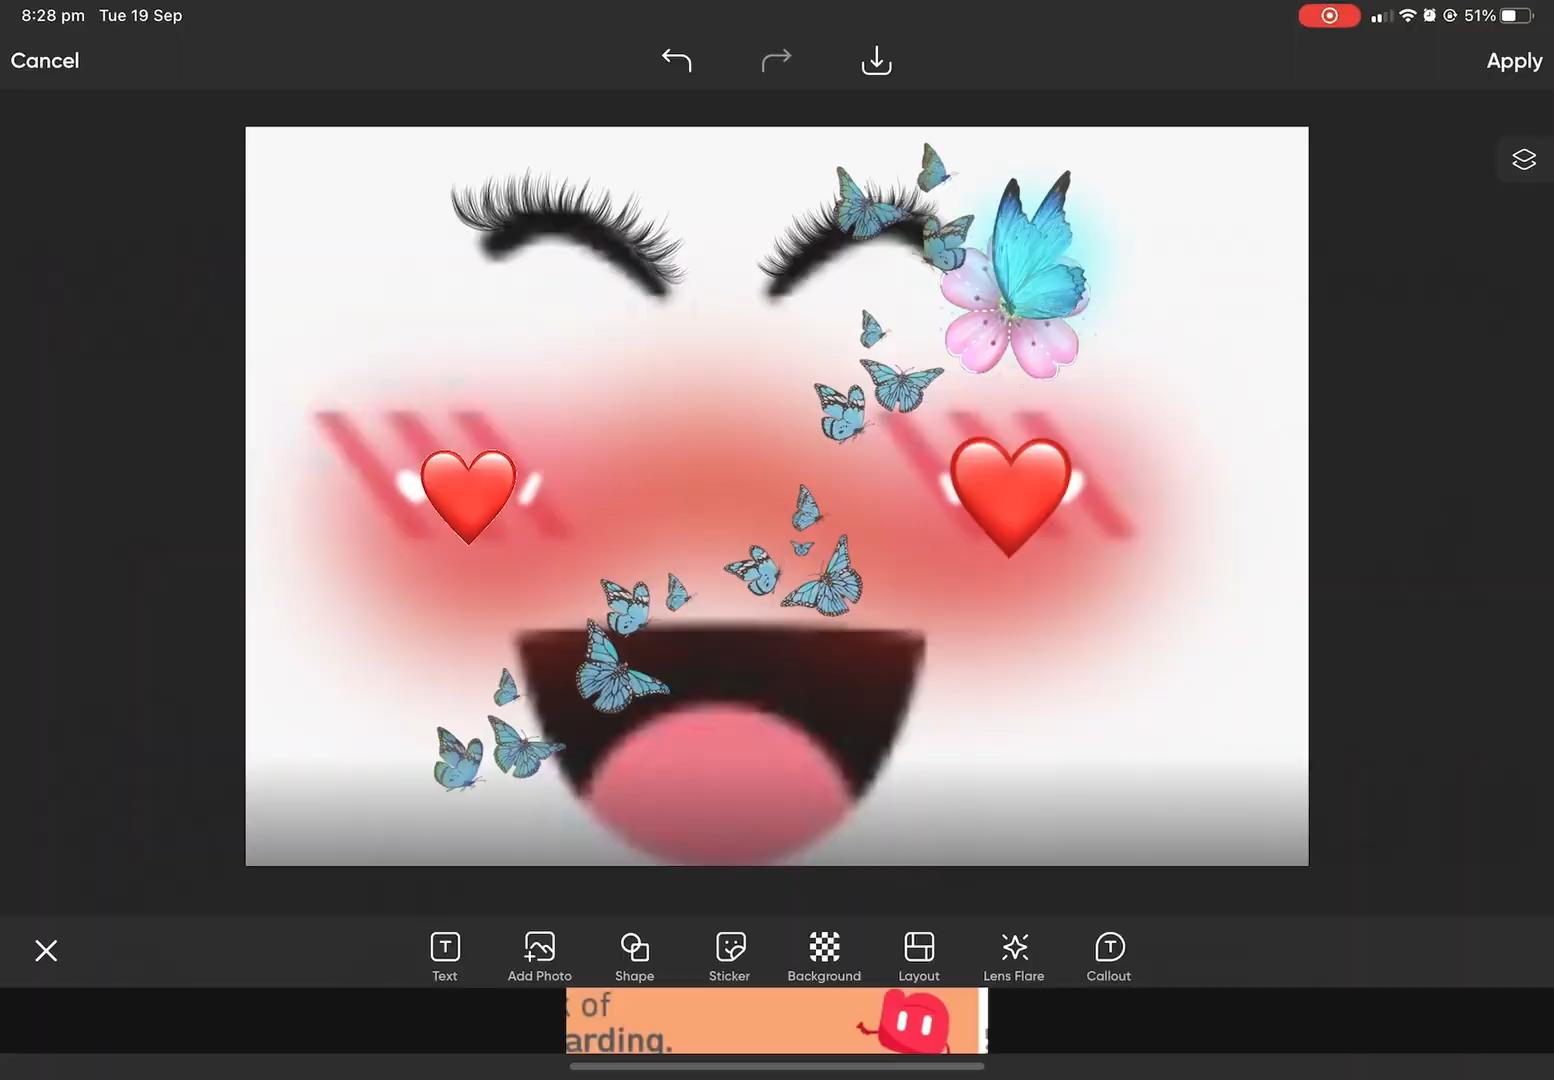 8:28 pm Tue 19 Sep
51%
Cancel
Apply
Text
Add Photo
Shape
Sticker
Background
Layout
Lens Flare
Callout
of
arding.